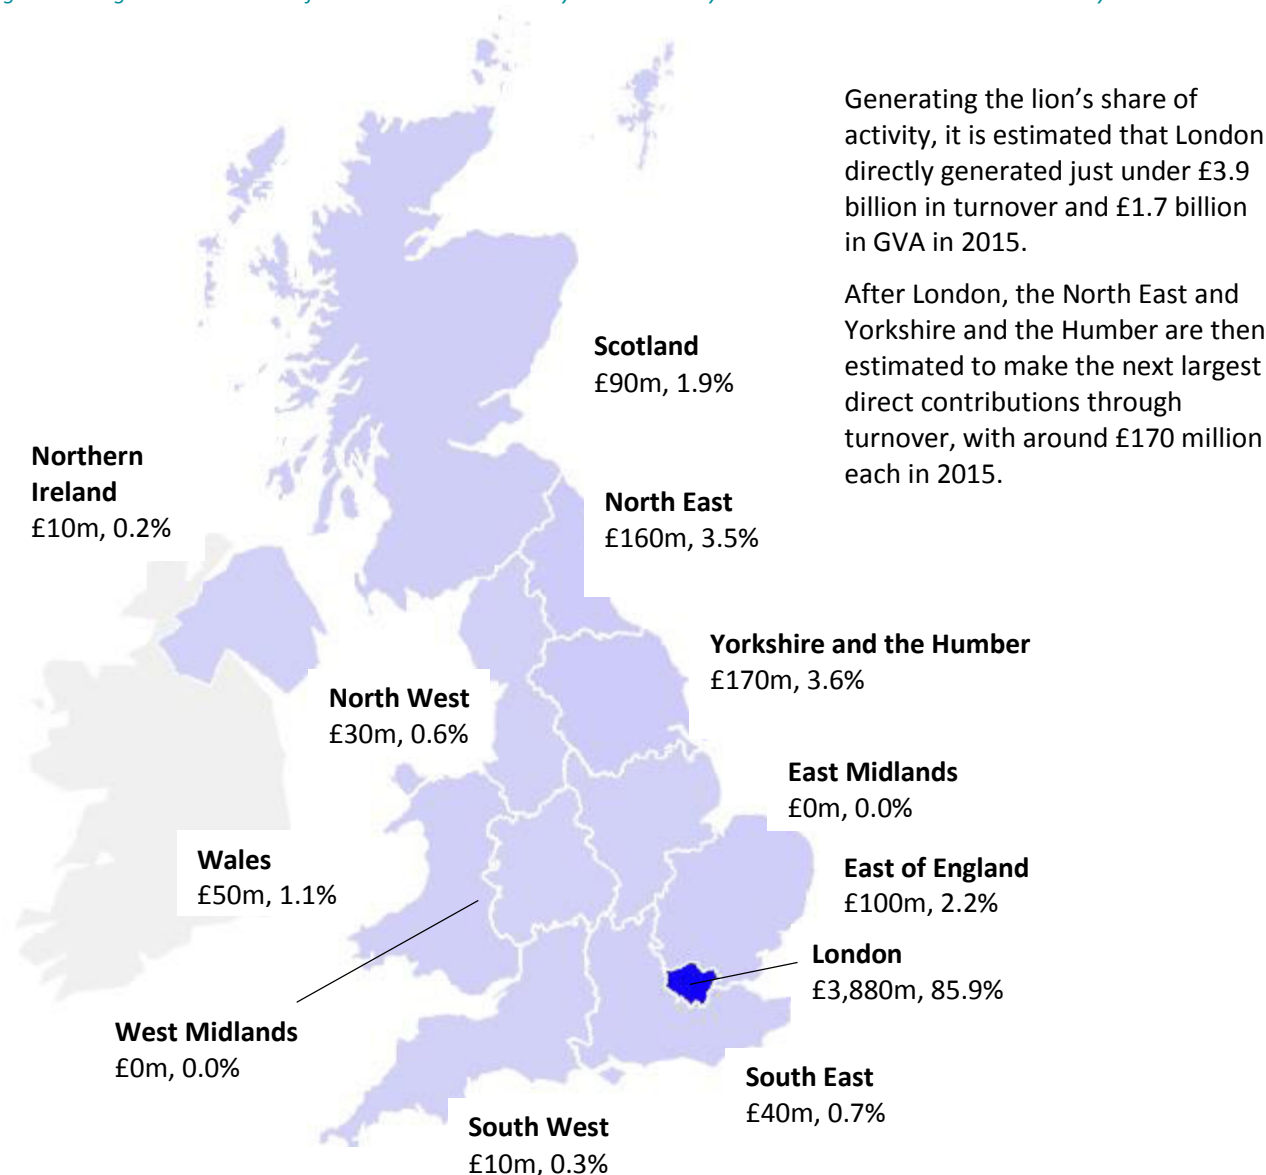 Generating the lion's share of
activity, it is estimated that London
directly generated just under £3.9
billion in turnover and £1.7 billion
in GVA in 2015.
After London, the North East and
Yorkshire and the Humber are then
estimated to make the next largest
direct contributions through
turnover, with around £170 million
each in 2015.
Scotland
£90m, 1.9%
Northern
Ireland
£10m, 0.2%
North East
£160m, 3.5%
Yorkshire and the Humber
£170m, 3.6%
North West
£30m, 0.6%
East Midlands
£0m, 0.0%
Wales
£50m, 1.1%
East of England
£100m, 2.2%
London
£3,880m, 85.9%
West Midlands
£0m, 0.0%
South East
£40m, 0.7%
South West
£10m, 0.3%